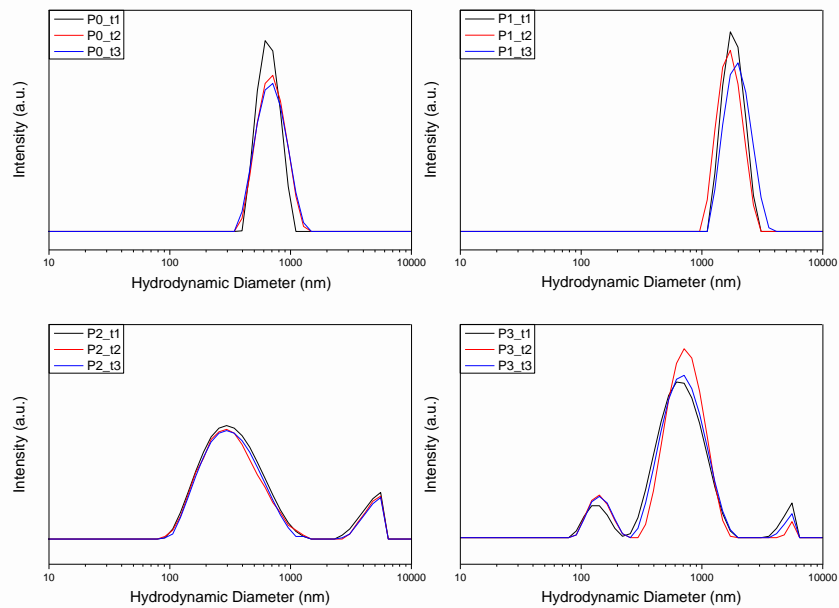 P0_t1
P0_t2
P0_t3
Intensity (a.u.)
10 100 1000 10000
Hydrodynamic Diameter (nm)
P1_t1
P1_t2
P1_t3
Intensity (a.u.)
10 100 1000 10000
Hydrodynamic Diameter (nm)
P2_t1
P2_t2
P2_t3
Intensity (a.u.)
10 100 1000 10000
Hydrodynamic Diameter (nm)
P3_t1
P3_t2
P3_t3
Intensity (a.u.)
10 100 1000 10000
Hydrodynamic Diameter (nm)